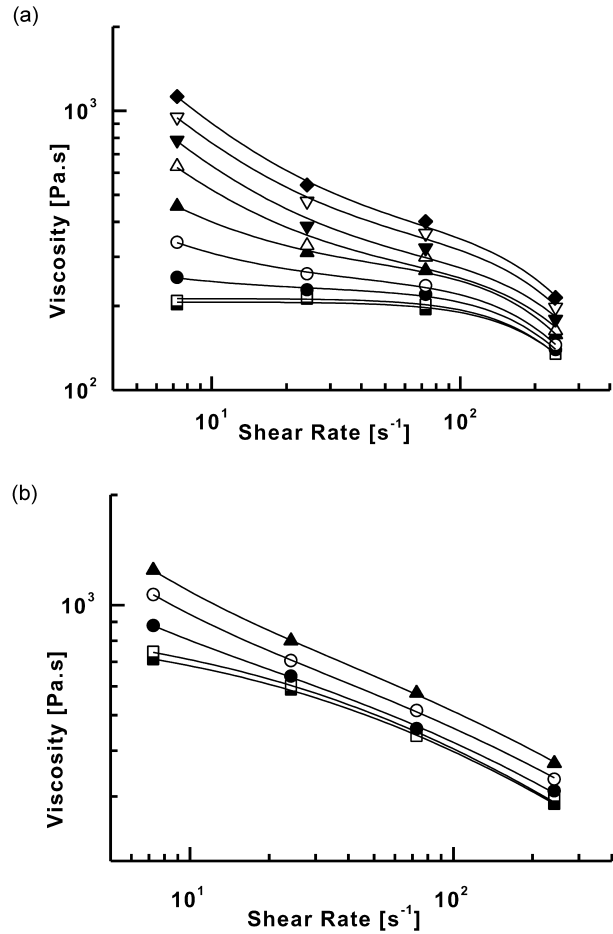 (a)
10³
Viscosity [Pa.s]
10²
10¹
10²
Shear Rate [s⁻¹]
(b)
10³
Viscosity [Pa.s]
10¹
10²
Shear Rate [s⁻¹]